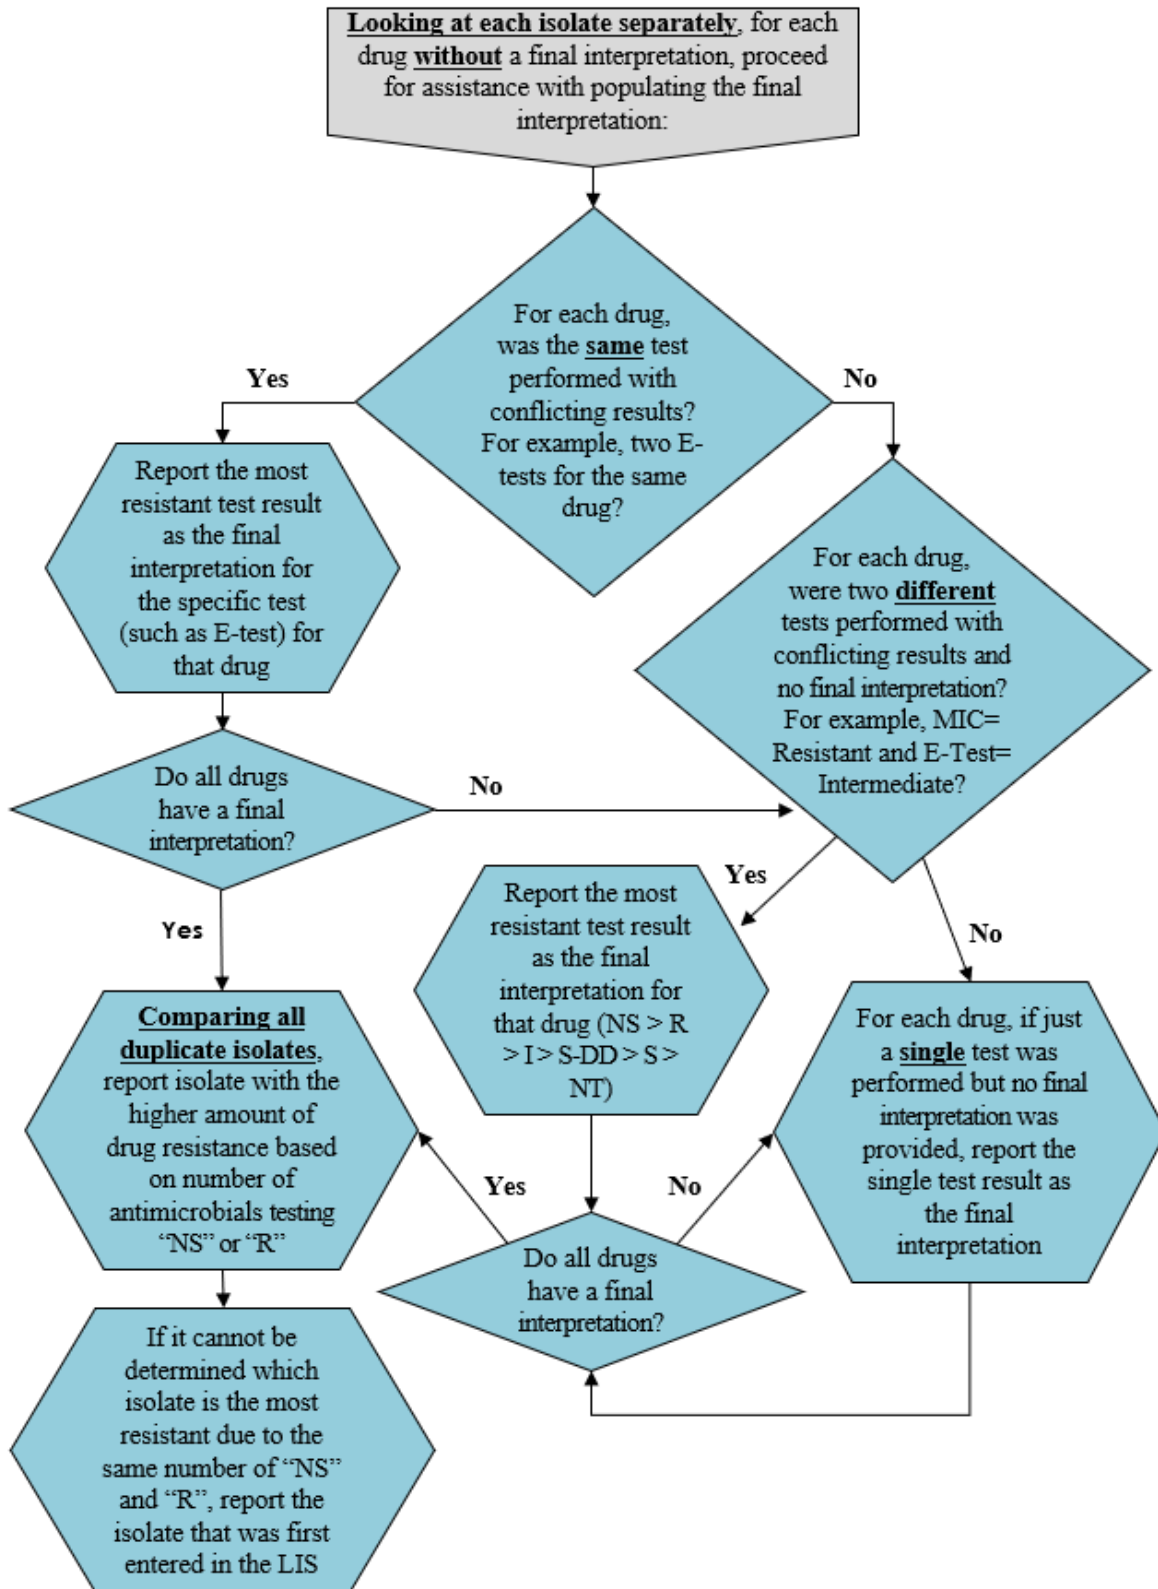 Looking at each isolate separately, for each
drug without a final interpretation, proceed
for assistance with populating the final
interpretation:
For each drug,
was the same test
performed with
conflicting results?
For example, two E-
tests for the same
drug?
Yes
No
Report the most
resistant test result
as the final
interpretation for
the specific test
(such as E-test) for
that drug
For each drug,
were two different
tests performed with
conflicting results and
no final interpretation?
For example, MIC=
Resistant and E-Test=
Intermediate?
Do all drugs
have a final
interpretation?
No
Yes
Yes
No
Report the most
resistant test result
as the final
interpretation for
that drug (NS > R
> I > S-DD > S >
NT)
Comparing all
duplicate isolates,
report isolate with the
higher amount of
drug resistance based
on number of
antimicrobials testing
“NS” or “R”
For each drug, if just
a single test was
performed but no final
interpretation was
provided, report the
single test result as
the final
interpretation
Yes
No
Do all drugs
have a final
interpretation?
If it cannot be
determined which
isolate is the most
resistant due to the
same number of “NS”
and “R”, report the
isolate that was first
entered in the LIS